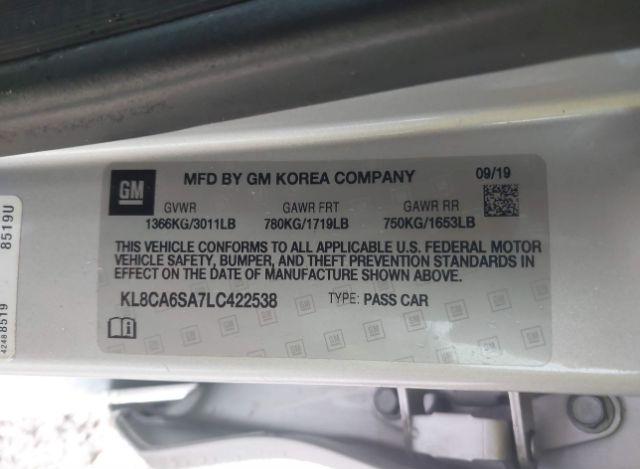 GM
MFD BY GM KOREA COMPANY
09/19
GVWR GAWR FRT GAWR RR
1366KG/3011LB 780KG/1719LB 750KG/1653LB
THIS VEHICLE CONFORMS TO ALL APPLICABLE U.S. FEDERAL MOTOR
VEHICLE SAFETY, BUMPER, AND THEFT PREVENTION STANDARDS IN
EFFECT ON THE DATE OF MANUFACTURE SHOWN ABOVE.
KL8CA6SA7LC422538 TYPE: PASS CAR
8519U
4248 8519